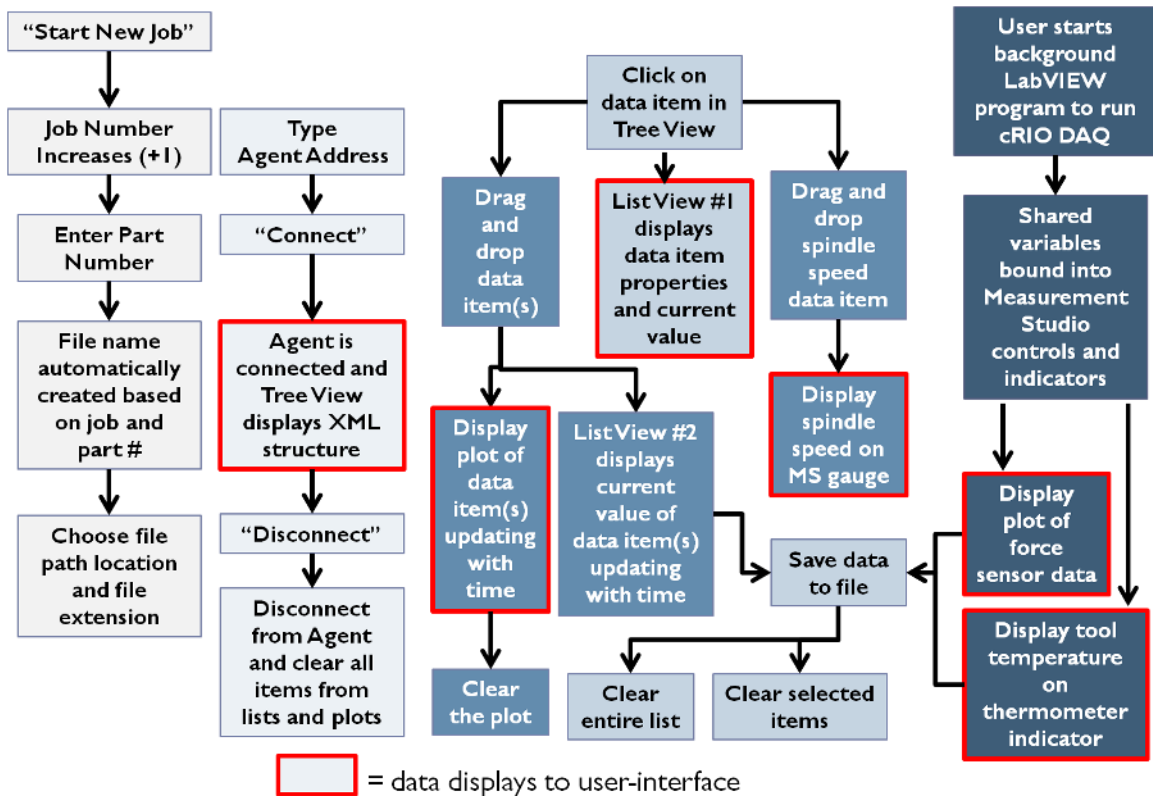 “Start New Job”
Job Number
Increases (+1)
Enter Part
Number
File name
automatically
created based
on job and
part #
Choose file
path location
and file
extension
Type
Agent Address
“Connect”
Agent is
connected and
Tree View
displays XML
structure
“Disconnect”
Disconnect
from Agent
and clear all
items from
lists and plots
Click on
data item in
Tree View
Drag
and
drop
data
item(s)
List View #1
displays
data item
properties
and current
value
Drag and
drop
spindle
speed
data item
Display
plot of
data
item(s)
updating
with
time
List View #2
displays
current
value of
data item(s)
updating
with time
Display
spindle
speed on
MS gauge
Save data
to file
Clear
the plot
Clear
entire list
Clear selected
items
User starts
background
LabVIEW
program to run
cRIO DAQ
Shared
variables
bound into
Measurement
Studio
controls and
indicators
Display
plot of
force
sensor data
Display tool
temperature
on
thermometer
indicator
= data displays to user-interface